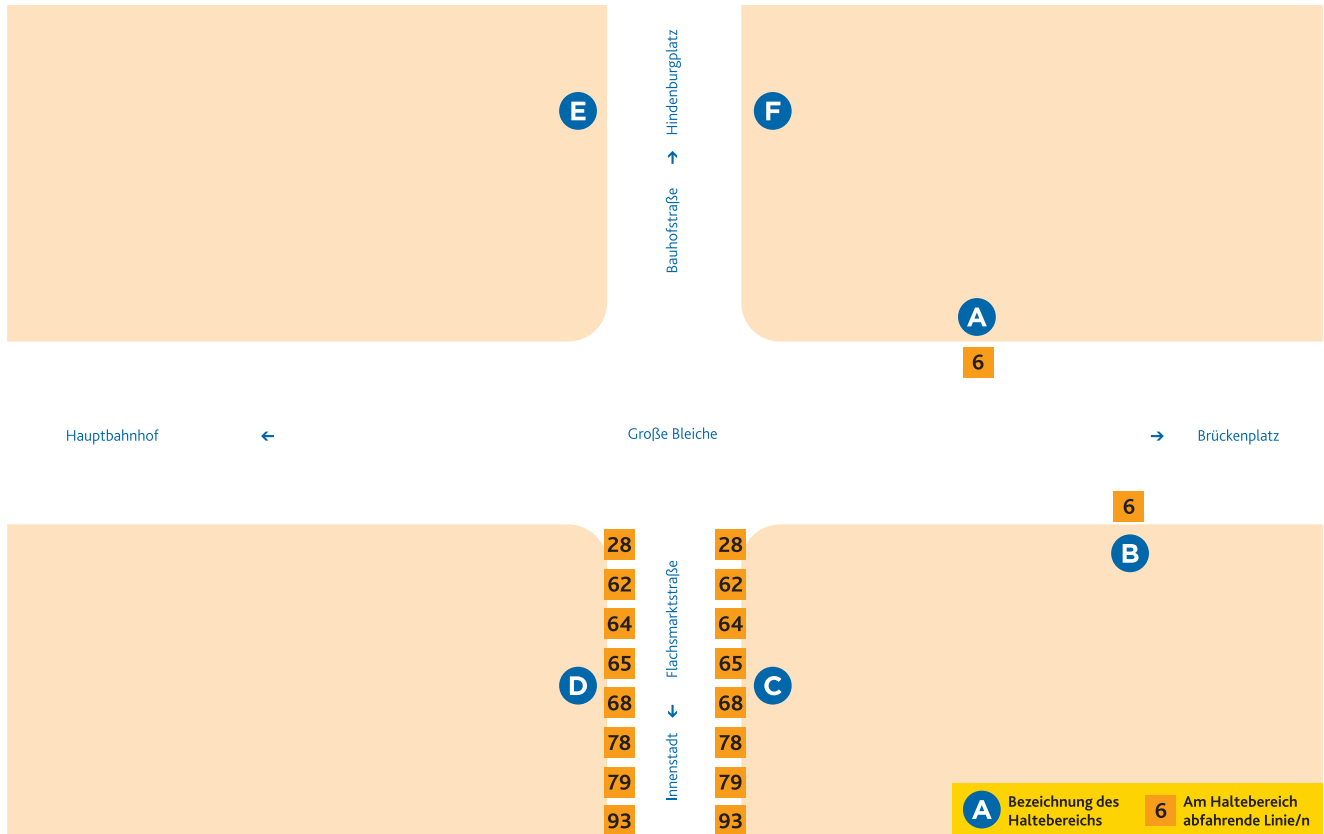 E
F
Bauhofstraße → Hindenburgplatz
A
6
Hauptbahnhof ←
Große Bleiche
→ Brückenplatz
6
B
28
62
64
65
68
78
79
93
D
Innenstadt ← Flachsmarktstraße
28
62
64
65
68
78
79
93
C
A Bezeichnung des
Haltebereichs
6 Am Haltebereich
abfahrende Linie/n